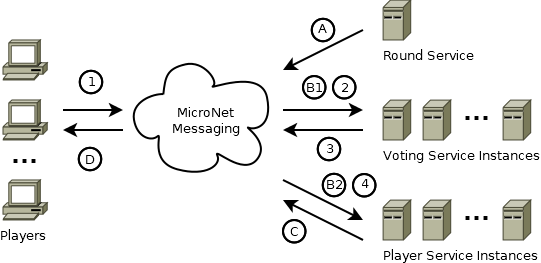 A
Round Service
1
B1 2
MicroNet
Messaging
...
3
Voting Service Instances
D
...
B2 4
...
C
Players
Player Service Instances